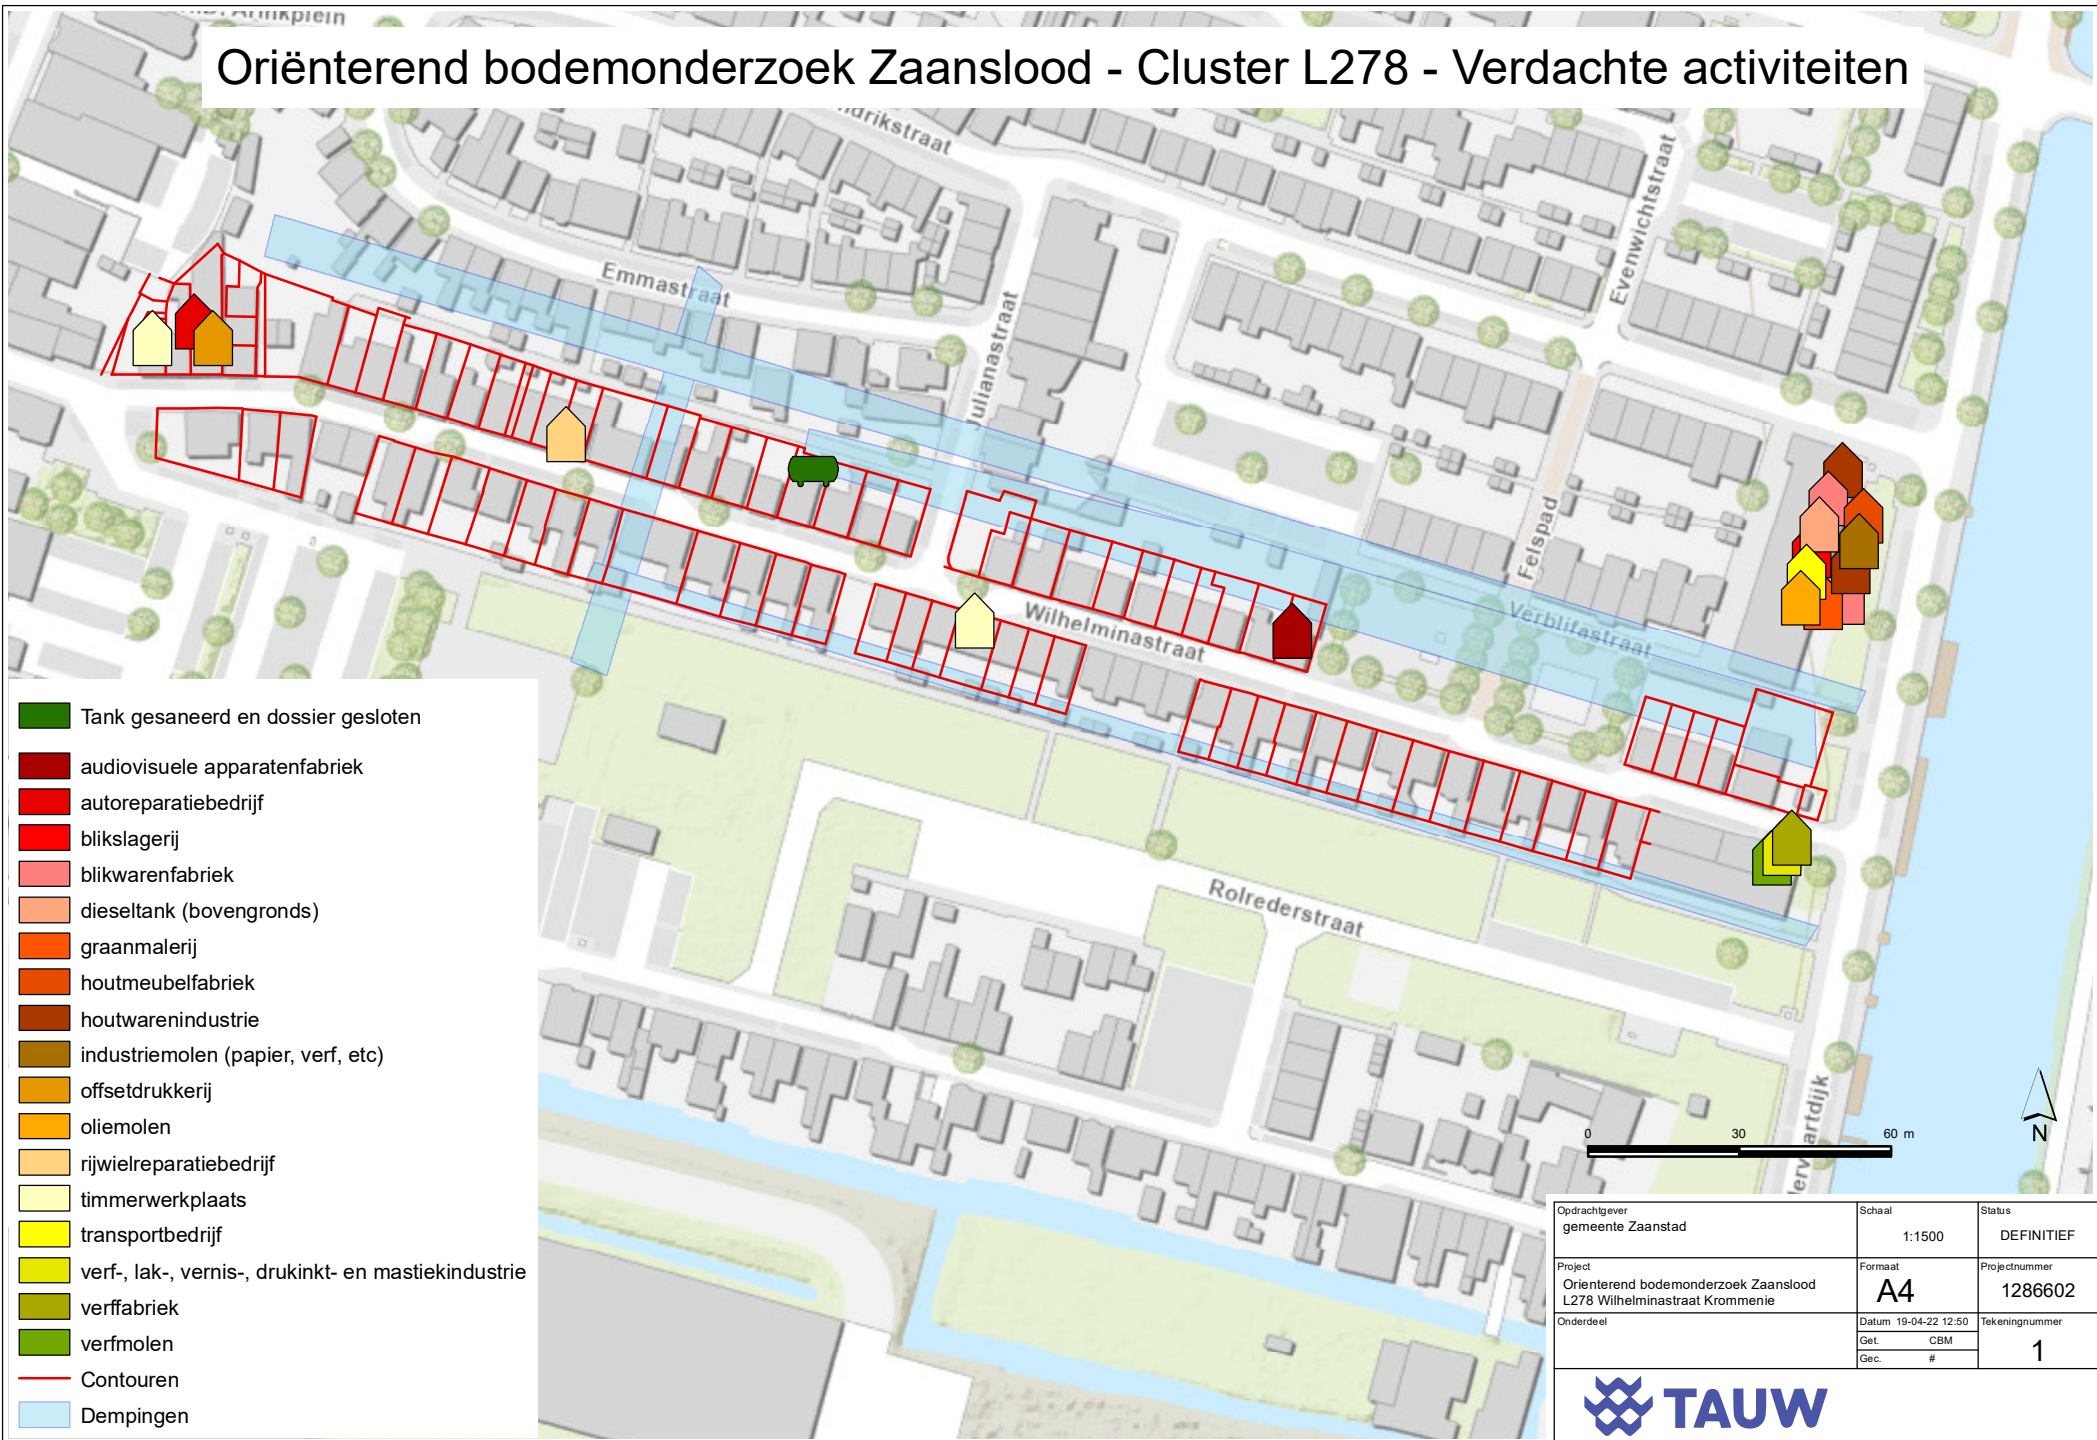 Oriënterend bodemonderzoek Zaanslood - Cluster L278 - Verdachte activiteiten
Emmastraat
Julianastraat
Evenwichtstraat
Felspad
Verblifastraat
Wilhelminastraat
Rolrederstraat
Tank gesaneerd en dossier gesloten
audiovisuele apparatenfabriek
autoreparatiebedrijf
blikslagerij
blikwarenfabriek
dieseltank (bovengronds)
graanmalerij
houtmeubelfabriek
houtwarenindustrie
industriemolen (papier, verf, etc)
offsetdrukkerij
oliemolen
rijwielreparatiebedrijf
timmerwerkplaats
transportbedrijf
verf-, lak-, vernis-, drukinkt- en mastiekindustrie
verffabriek
verfmolen
Contouren
Dempingen
0 30 60 m
N
Opdrachtgever
gemeente Zaanstad
Schaal
1:1500
Status
DEFINITIEF
Project
Orienterend bodemonderzoek Zaanslood
L278 Wilhelminastraat Krommenie
Formaat
A4
Projectnummer
1286602
Onderdeel
Datum 19-04-22 12:50
Get. CBM
Gec. #
Tekeningnummer
1
TAUW